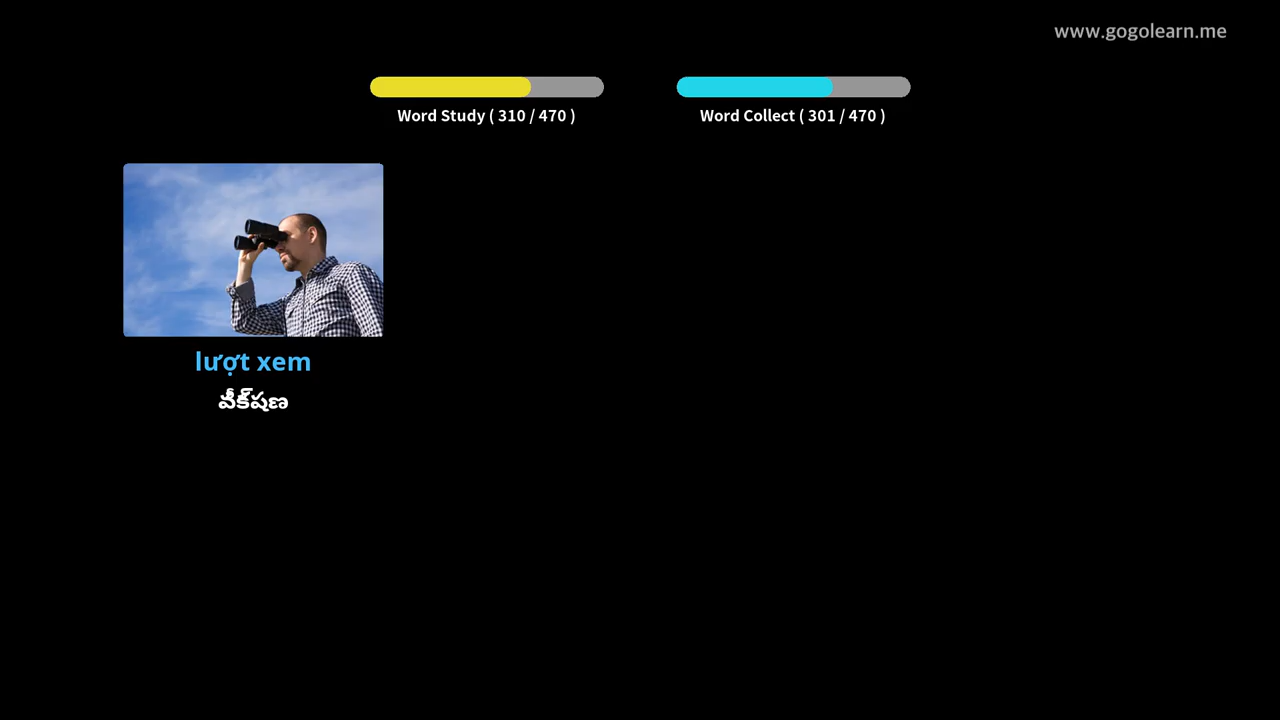 www.gogolearn.me
Word Study ( 310 / 470 )
Word Collect ( 301 / 470 )
lượt xem
వీక్షణ